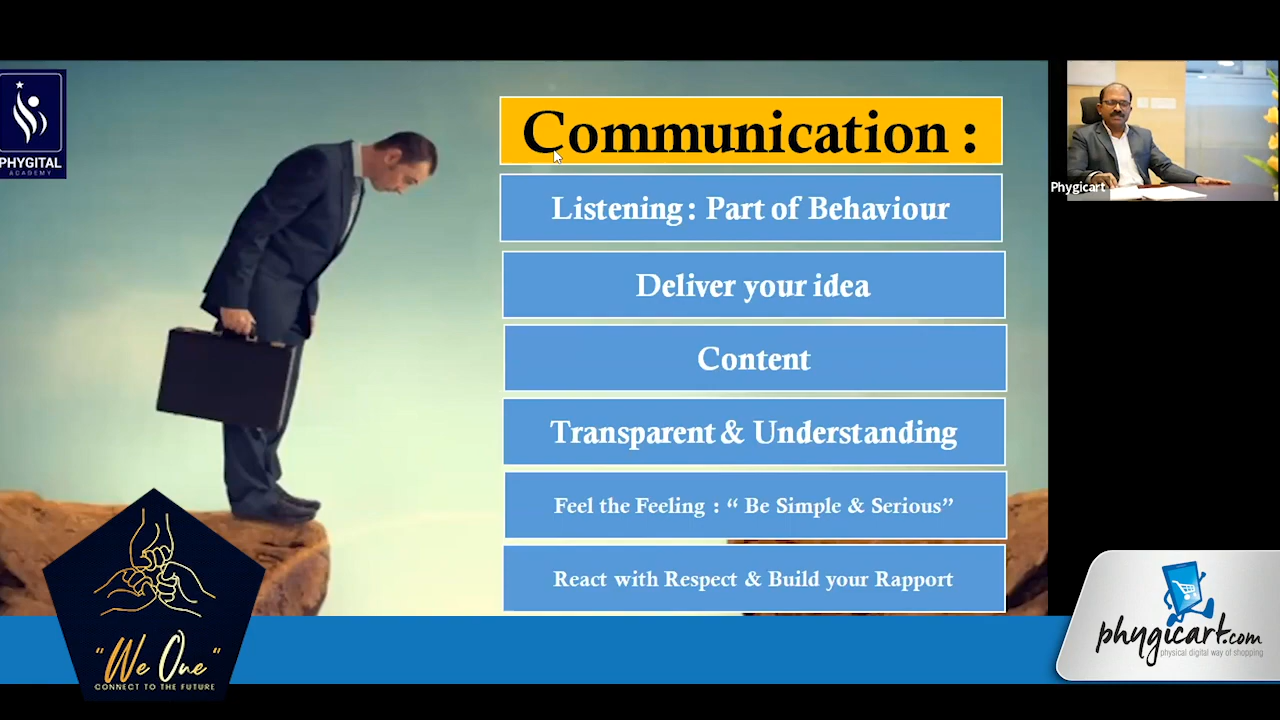 PHYGITAL
ACADEMY
Communication :
Listening : Part of Behaviour
Deliver your idea
Content
Transparent & Understanding
Feel the Feeling : “ Be Simple & Serious”
React with Respect & Build your Rapport
Phygicart
"We One"
CONNECT TO THE FUTURE
phygicart.com
physical digital way of shopping